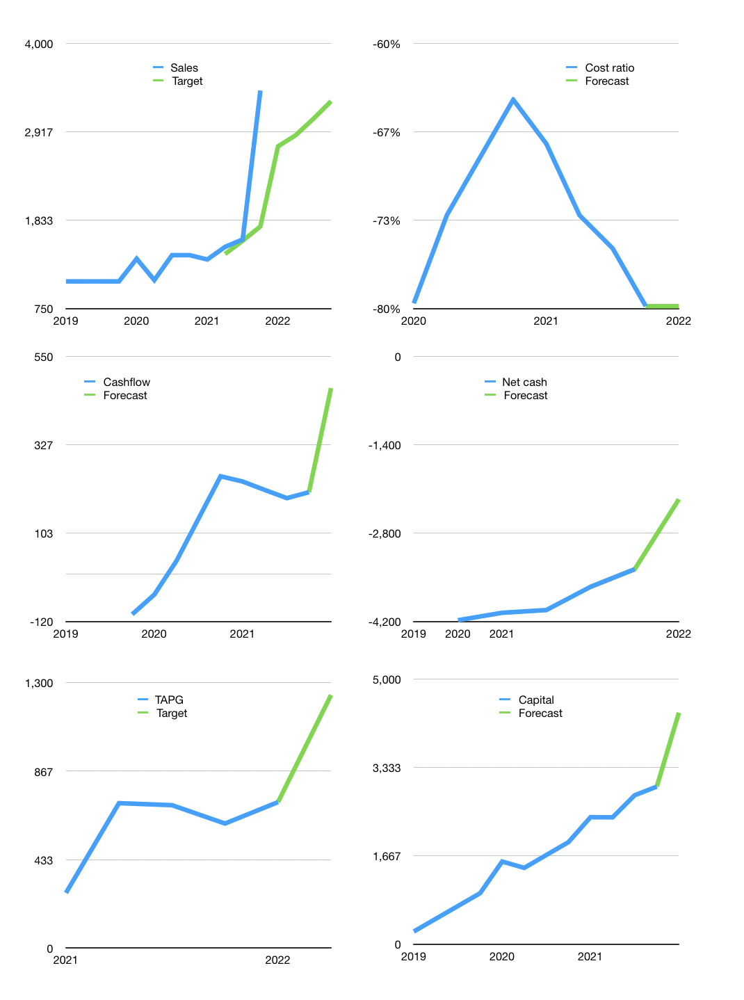 4,000
Sales
Target
2,917
1,833
750
2019 2020 2021 2022
-60%
Cost ratio
Forecast
-67%
-73%
-80%
2020 2021 2022
550
Cashflow
Forecast
327
103
-120
2019 2020 2021
0
Net cash
Forecast
-1,400
-2,800
-4,200
2019 2020 2021 2022
1,300
TAPG
Target
867
433
0
2021 2022
5,000
Capital
Forecast
3,333
1,667
0
2019 2020 2021